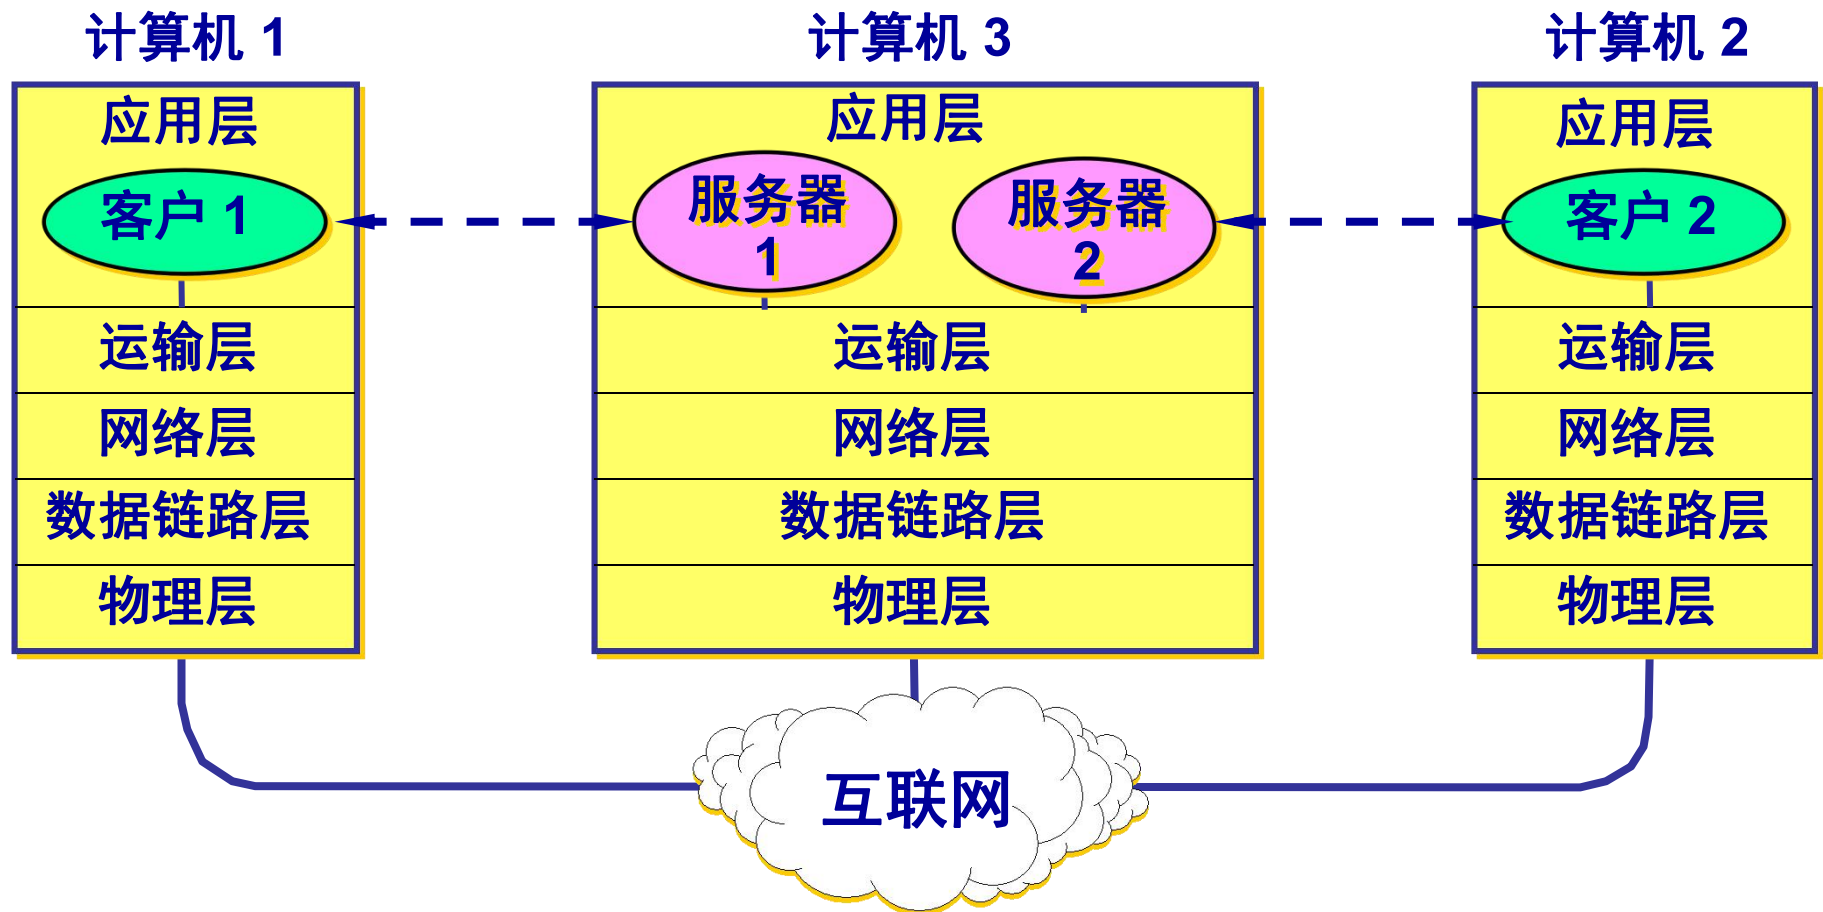 计算机 1
应用层
客户 1
运输层
网络层
数据链路层
物理层
计算机 3
应用层
服务器
1
服务器
2
运输层
网络层
数据链路层
物理层
计算机 2
应用层
客户 2
运输层
网络层
数据链路层
物理层
互联网